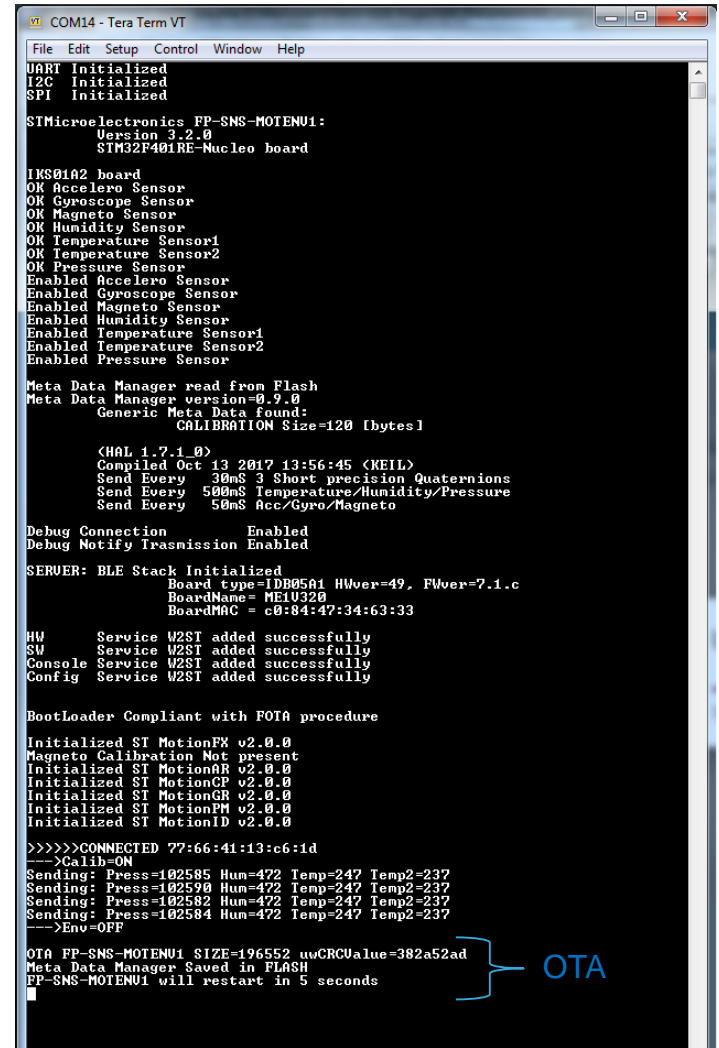 COM14 - Tera Term VT
File Edit Setup Control Window Help
UART Initialized
I2C Initialized
SPI Initialized
STMicroelectronics FP-SNS-MOTENV1:
Version 3.2.0
STM32F401RE-Nucleo board
IKS01A2 board
OK Accelero Sensor
OK Gyroscope Sensor
OK Magneto Sensor
OK Humidity Sensor
OK Temperature Sensor1
OK Temperature Sensor2
OK Pressure Sensor
Enabled Accelero Sensor
Enabled Gyroscope Sensor
Enabled Magneto Sensor
Enabled Humidity Sensor
Enabled Temperature Sensor1
Enabled Temperature Sensor2
Enabled Pressure Sensor
Meta Data Manager read from Flash
Meta Data Manager version=0.9.0
Generic Meta Data found:
CALIBRATION Size=120 [bytes]
(HAL 1.7.1_0)
Compiled Oct 13 2017 13:56:45 (KEIL)
Send Every 30mS 3 Short precision Quaternions
Send Every 500mS Temperature/Humidity/Pressure
Send Every 50mS Acc/Gyro/Magneto
Debug Connection Enabled
Debug Notify Trasmission Enabled
SERVER: BLE Stack Initialized
Board type=IDB05A1 HWver=49, FWver=7.1.c
BoardName= ME1V320
BoardMAC = c0:84:47:34:63:33
HW Service W2ST added successfully
SW Service W2ST added successfully
Console Service W2ST added successfully
Config Service W2ST added successfully
BootLoader Compliant with FOTA procedure
Initialized ST MotionFX v2.0.0
Magneto Calibration Not present
Initialized ST MotionAR v2.0.0
Initialized ST MotionCP v2.0.0
Initialized ST MotionGR v2.0.0
Initialized ST MotionPM v2.0.0
Initialized ST MotionID v2.0.0
>>>>>>CONNECTED 77:66:41:13:c6:1d
--->Calib=ON
Sending: Press=102585 Hum=472 Temp=247 Temp2=237
Sending: Press=102590 Hum=472 Temp=247 Temp2=237
Sending: Press=102582 Hum=472 Temp=247 Temp2=237
Sending: Press=102584 Hum=472 Temp=247 Temp2=237
--->Env=OFF
OTA FP-SNS-MOTENV1 SIZE=196552 uwCRCValue=382a52ad
Meta Data Manager Saved in FLASH
FP-SNS-MOTENV1 will restart in 5 seconds
OTA